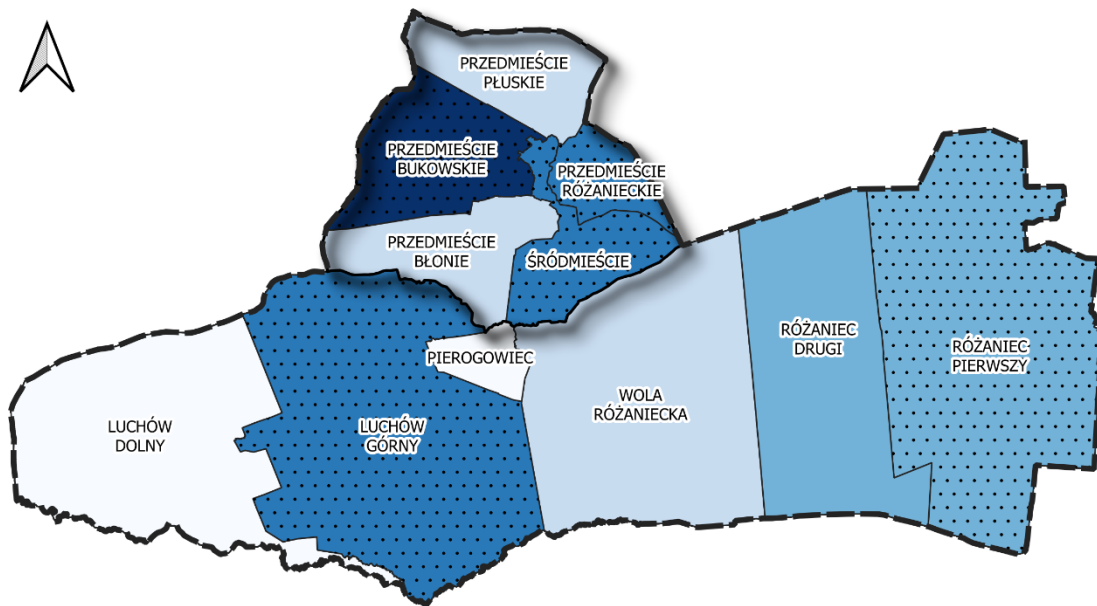 PRZEDMIEŚCIE
PŁUSKIE
PRZEDMIEŚCIE
BUKOWSKIE
PRZEDMIEŚCIE
RÓŻANIECKIE
PRZEDMIEŚCIE
BŁONIE
ŚRÓDMIEŚCIE
PIEROGOWIEC
RÓŻANIEC
DRUGI
RÓŻANIEC
PIERWSZY
WOLA
RÓŻANIECKA
LUCHÓW
DOLNY
LUCHÓW
GÓRNY